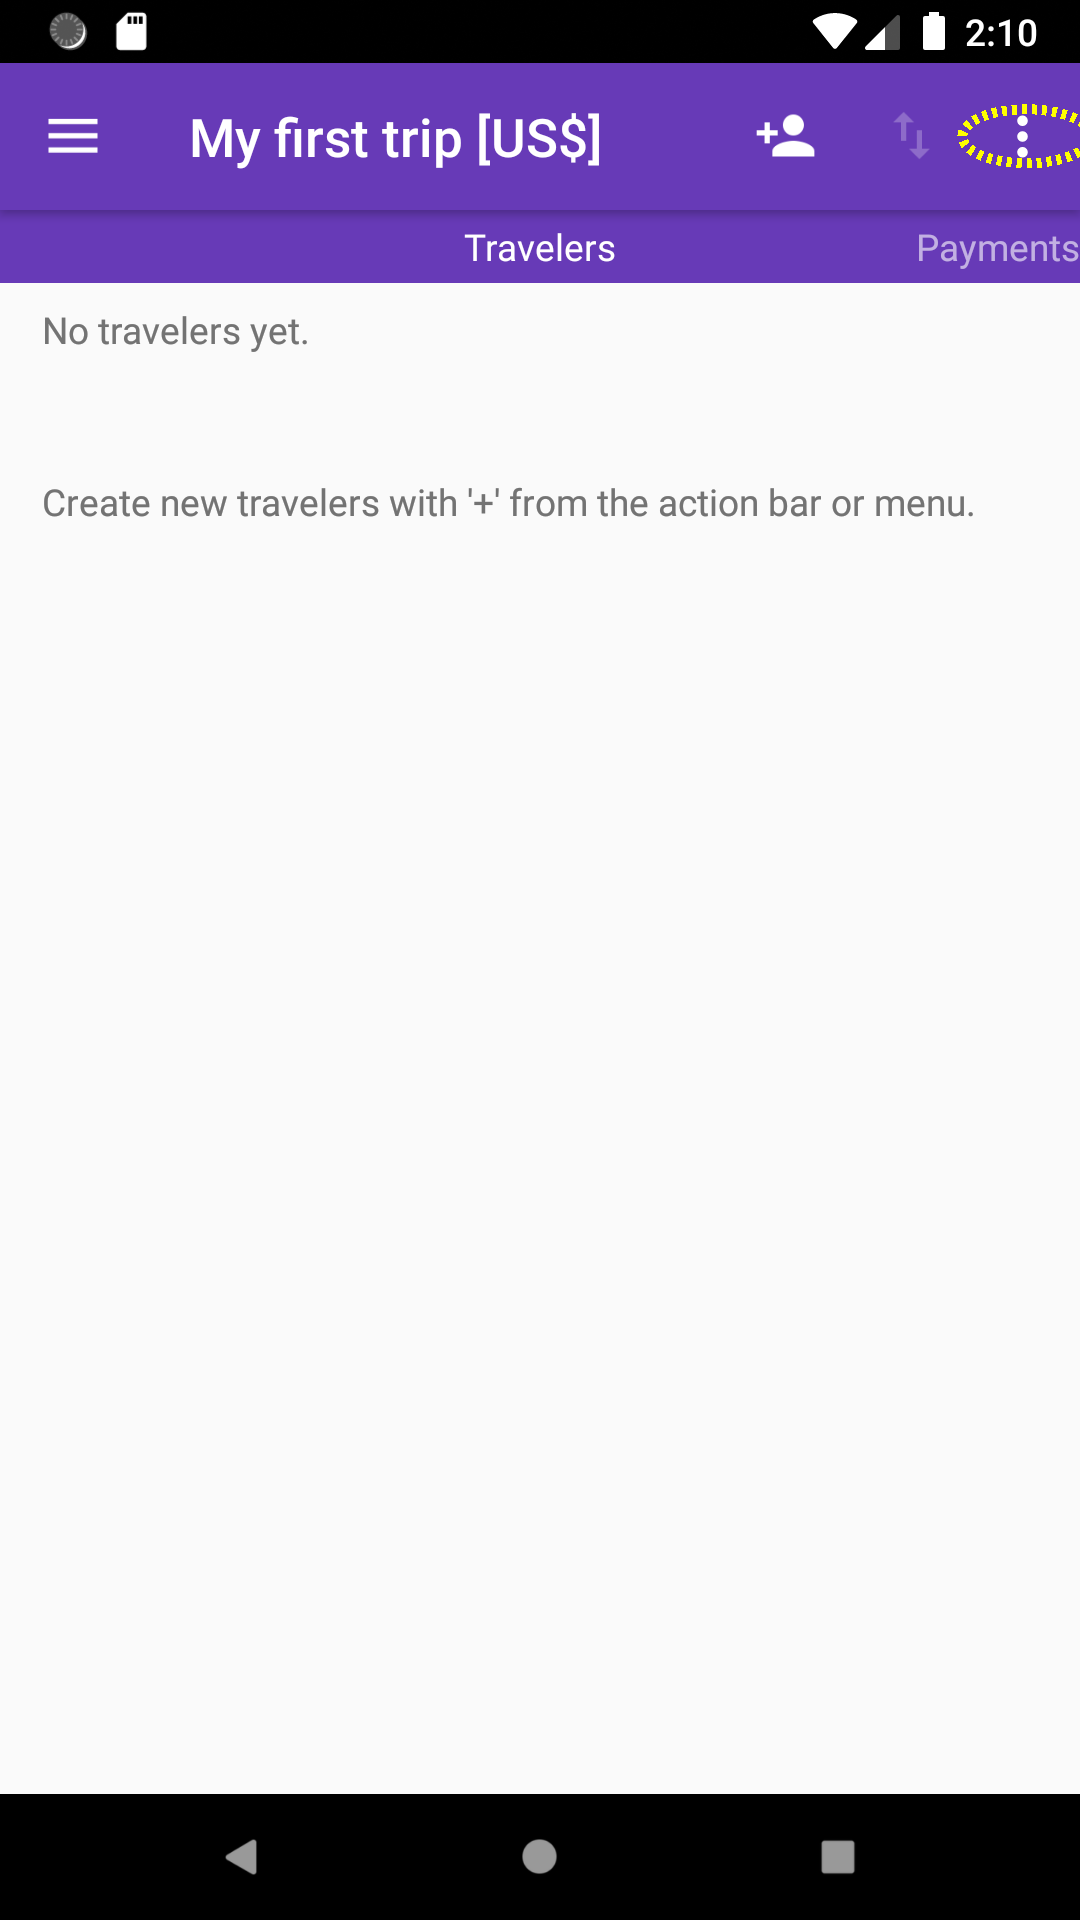 2:10
My first trip [US$]
Travelers
Payments
No travelers yet.
Create new travelers with '+' from the action bar or menu.